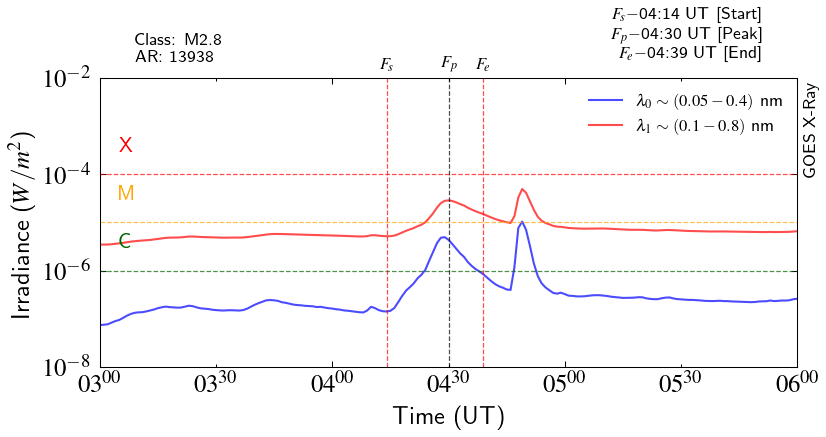 Fₛ−04:14 UT [Start]
Class: M2.8
Fₚ−04:30 UT [Peak]
AR: 13938
Fₑ−04:39 UT [End]
Fₛ Fₚ Fₑ
10⁻²
λ₀ ∼ (0.05 − 0.4) nm
λ₁ ∼ (0.1 − 0.8) nm
GOES X-Ray
X
10⁻⁴
M
Irradiance (W/m²)
C
10⁻⁶
10⁻⁸
03⁰⁰ 03³⁰ 04⁰⁰ 04³⁰ 05⁰⁰ 05³⁰ 06⁰⁰
Time (UT)